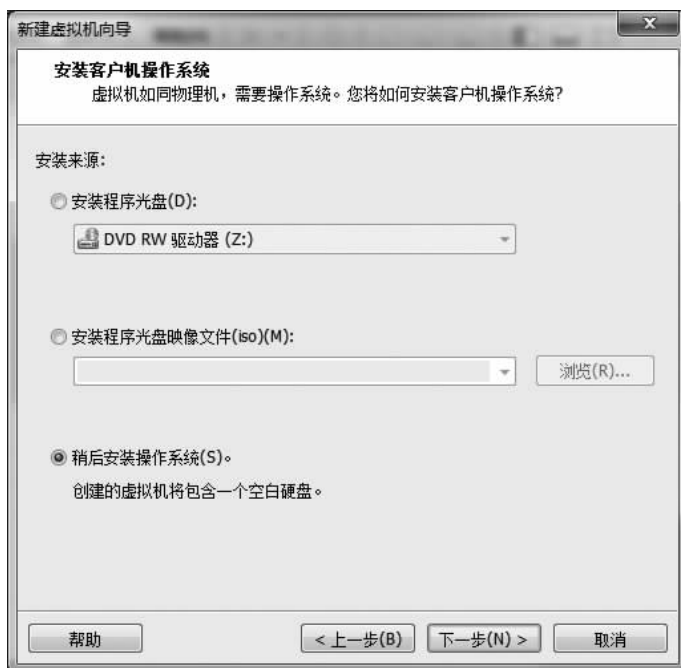 新建虚拟机向导
安装客户机操作系统
虚拟机如同物理机，需要操作系统。您将如何安装客户机操作系统?
安装来源:
安装程序光盘(D):
DVD RW 驱动器 (Z:)
安装程序光盘映像文件(iso)(M):
浏览(R)...
稍后安装操作系统(S)。
创建的虚拟机将包含一个空白硬盘。
帮助
< 上一步(B)
下一步(N) >
取消